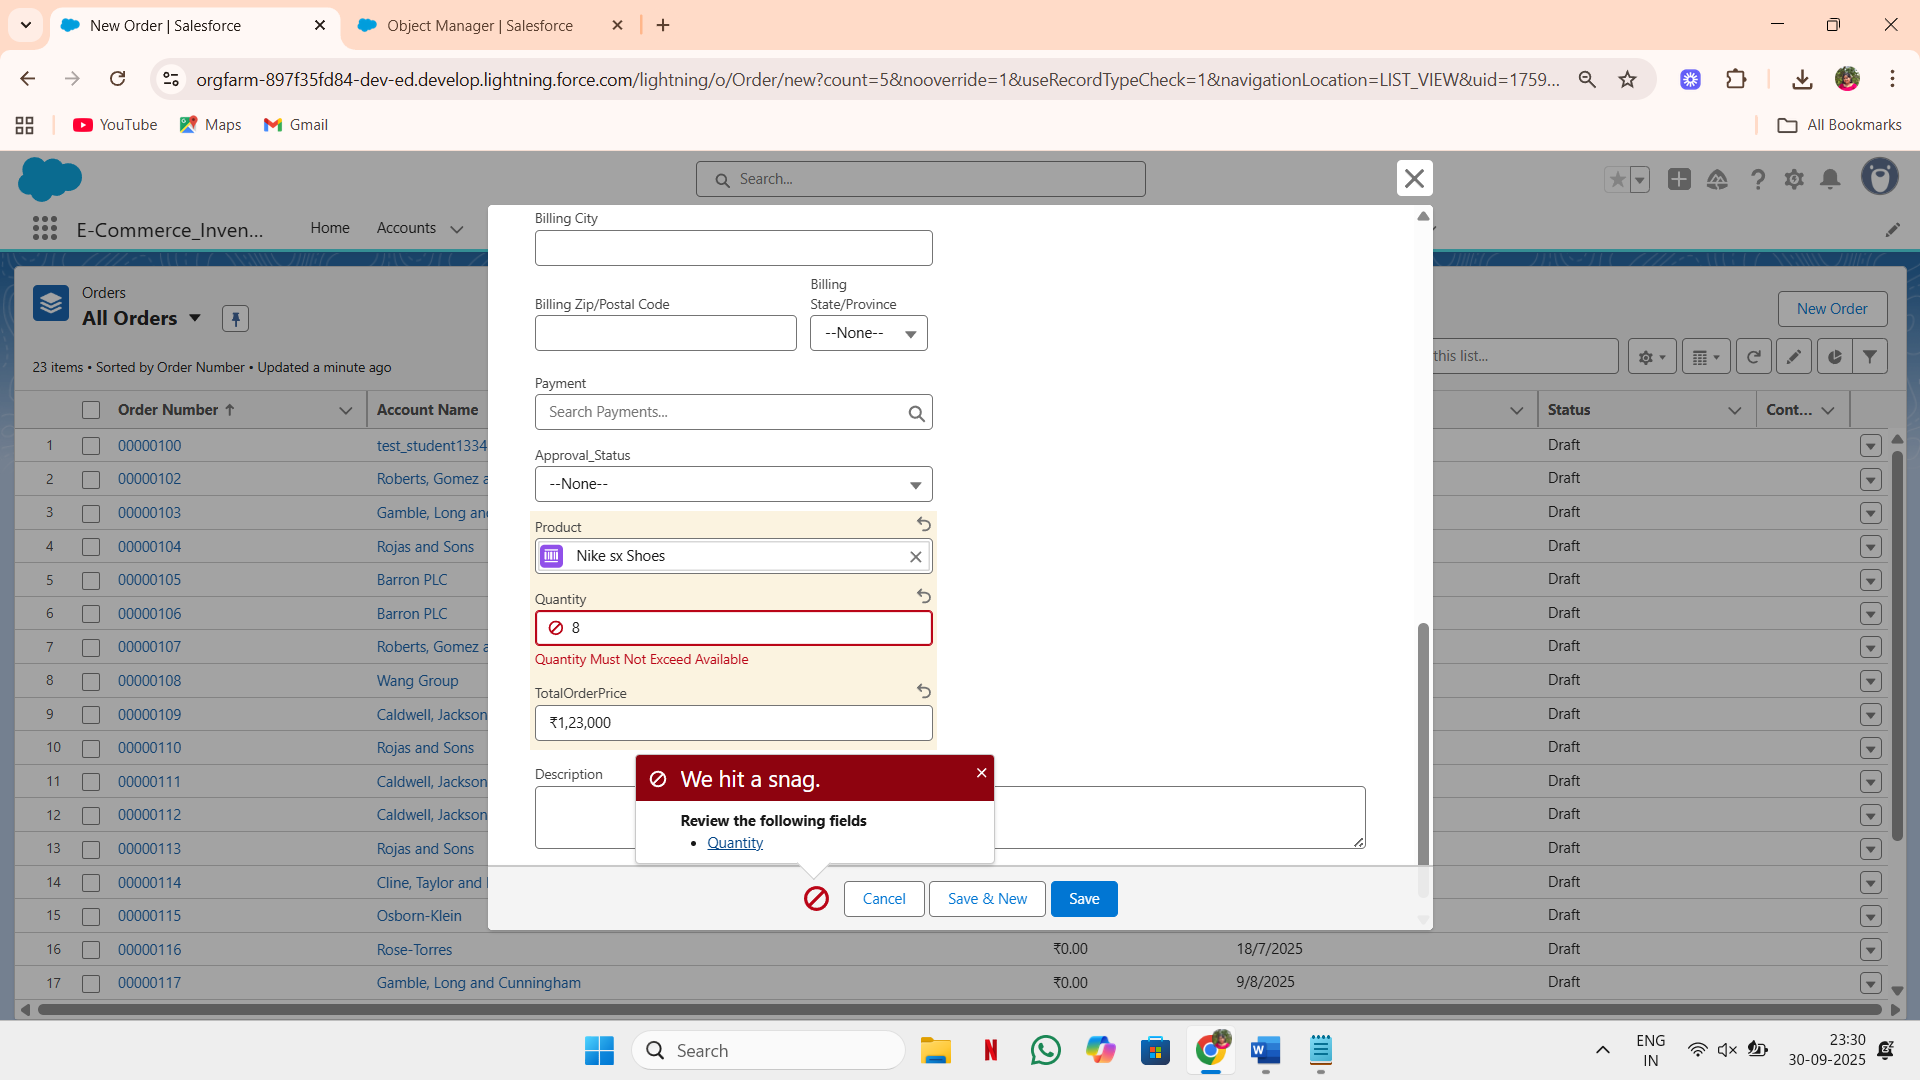 New Order | Salesforce
Object Manager | Salesforce
orgfarm-897f35fd84-dev-ed.develop.lightning.force.com/lightning/o/Order/new?count=5&nooverride=1&useRecordTypeCheck=1&navigationLocation=LIST_VIEW&uid=1759...
YouTube
Maps
Gmail
All Bookmarks
Search...
E-Commerce_Inven...
Home
Accounts
Orders
All Orders
New Order
23 items • Sorted by Order Number • Updated a minute ago
this list...
Order Number
Account Name
Status
Cont...
1 00000100 test_student1334 Draft
2 00000102 Roberts, Gomez a Draft
3 00000103 Gamble, Long an Draft
4 00000104 Rojas and Sons Draft
5 00000105 Barron PLC Draft
6 00000106 Barron PLC Draft
7 00000107 Roberts, Gomez a Draft
8 00000108 Wang Group Draft
9 00000109 Caldwell, Jackson Draft
10 00000110 Rojas and Sons Draft
11 00000111 Caldwell, Jackson Draft
12 00000112 Caldwell, Jackson Draft
13 00000113 Rojas and Sons Draft
14 00000114 Cline, Taylor and Draft
15 00000115 Osborn-Klein Draft
16 00000116 Rose-Torres ₹0.00 18/7/2025 Draft
17 00000117 Gamble, Long and Cunningham ₹0.00 9/8/2025 Draft
Billing City
Billing Zip/Postal Code
Billing
State/Province
--None--
Payment
Search Payments...
Approval_Status
--None--
Product
Nike sx Shoes
Quantity
8
Quantity Must Not Exceed Available
TotalOrderPrice
₹1,23,000
Description
We hit a snag.
Review the following fields
• Quantity
Cancel
Save & New
Save
Search
ENG
IN
23:30
30-09-2025